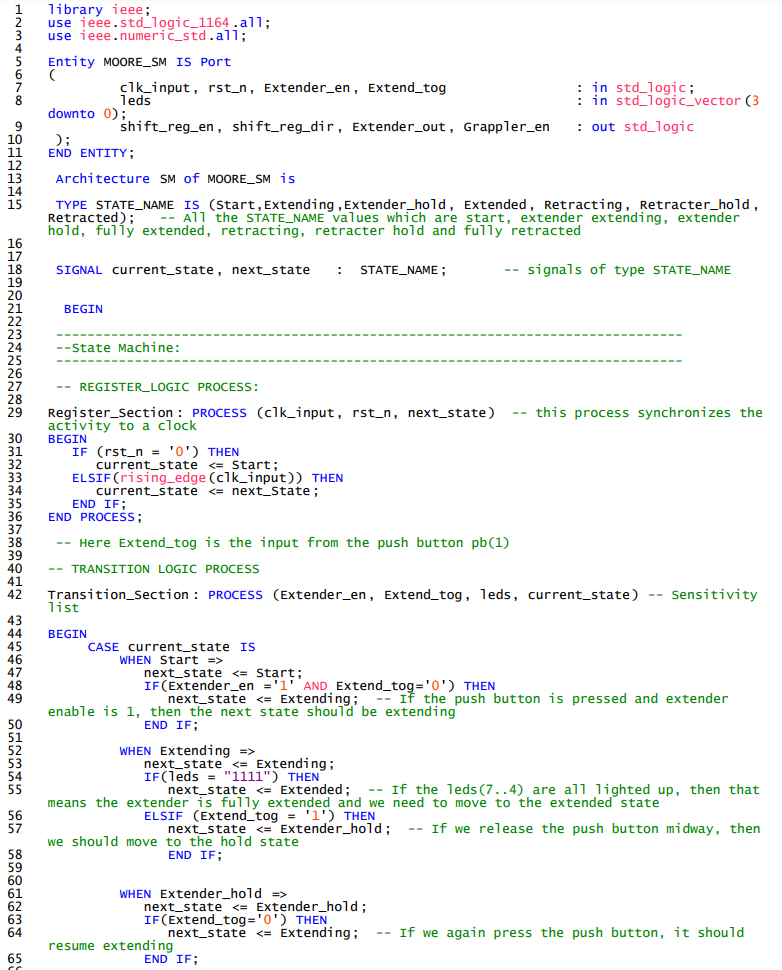 1 library ieee;
2 use ieee.std_logic_1164.all;
3 use ieee.numeric_std.all;
4
5 Entity MOORE_SM IS Port
6 (
7 clk_input, rst_n, Extender_en, Extend_tog : in std_logic;
8 leds : in std_logic_vector(3
downto 0);
9 shift_reg_en, shift_reg_dir, Extender_out, Grappler_en : out std_logic
10 );
11 END ENTITY;
12
13 Architecture SM of MOORE_SM is
14
15 TYPE STATE_NAME IS (Start,Extending,Extender_hold, Extended, Retracting, Retracter_hold,
Retracted); -- All the STATE_NAME values which are start, extender extending, extender
hold, fully extended, retracting, retracter hold and fully retracted
16
17
18 SIGNAL current_state, next_state : STATE_NAME; -- signals of type STATE_NAME
19
20
21 BEGIN
22
23 --------------------------------------------------------------------------------
24 --State Machine:
25 --------------------------------------------------------------------------------
26
27 -- REGISTER_LOGIC PROCESS:
28
29 Register_Section: PROCESS (clk_input, rst_n, next_state) -- this process synchronizes the
activity to a clock
30 BEGIN
31 IF (rst_n = '0') THEN
32 current_state <= Start;
33 ELSIF(rising_edge(clk_input)) THEN
34 current_state <= next_State;
35 END IF;
36 END PROCESS;
37
38 -- Here Extend_tog is the input from the push button pb(1)
39
40 -- TRANSITION LOGIC PROCESS
41
42 Transition_Section: PROCESS (Extender_en, Extend_tog, leds, current_state) -- Sensitivity
list
43
44 BEGIN
45 CASE current_state IS
46 WHEN Start =>
47 next_state <= Start;
48 IF(Extender_en ='1' AND Extend_tog='0') THEN
49 next_state <= Extending; -- If the push button is pressed and extender
enable is 1, then the next state should be extending
50 END IF;
51
52 WHEN Extending =>
53 next_state <= Extending;
54 IF(leds = "1111") THEN
55 next_state <= Extended; -- If the leds(7..4) are all lighted up, then that
means the extender is fully extended and we need to move to the extended state
56 ELSIF (Extend_tog = '1') THEN
57 next_state <= Extender_hold; -- If we release the push button midway, then
we should move to the hold state
58 END IF;
59
60
61 WHEN Extender_hold =>
62 next_state <= Extender_hold;
63 IF(Extend_tog='0') THEN
64 next_state <= Extending; -- If we again press the push button, it should
resume extending
65 END IF;